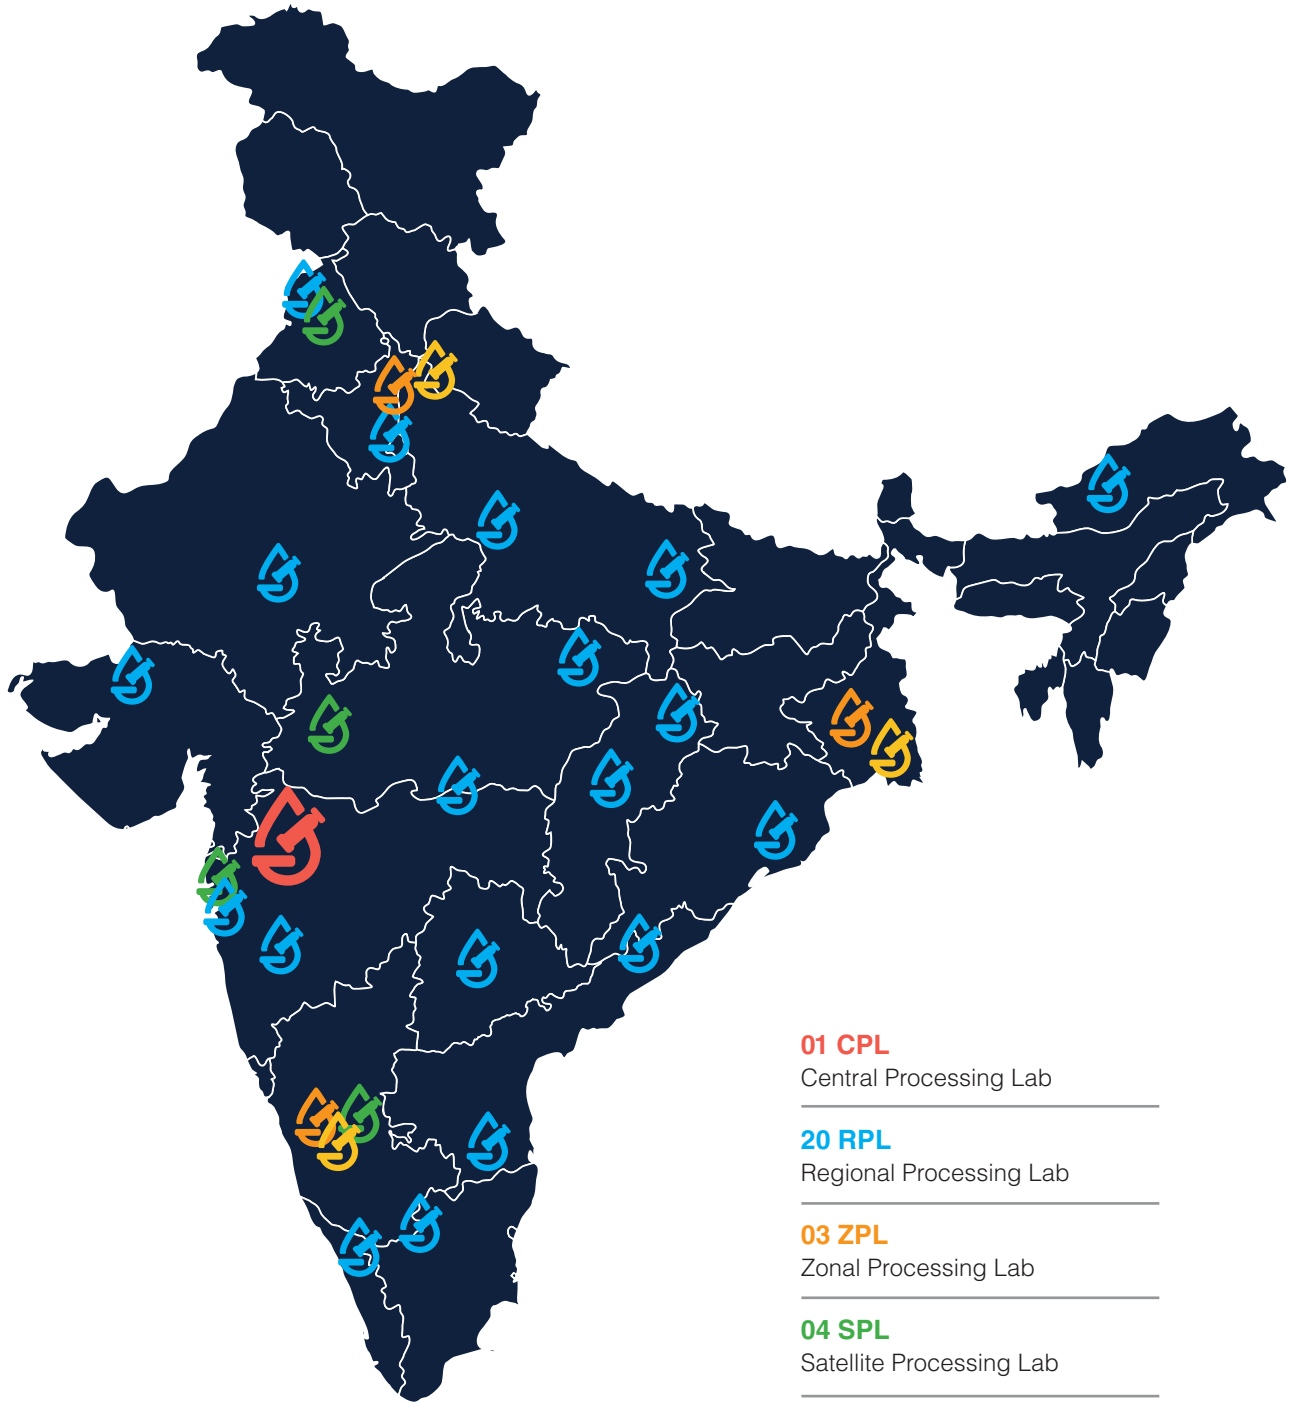 01 CPL
Central Processing Lab
20 RPL
Regional Processing Lab
03 ZPL
Zonal Processing Lab
04 SPL
Satellite Processing Lab